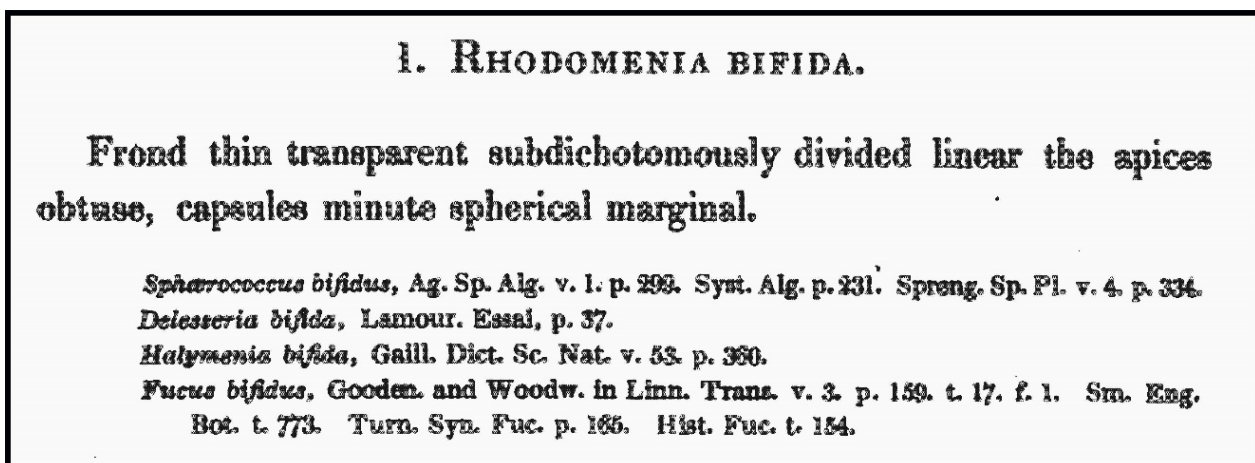 1. RHODOMENIA BIFIDA.
Frond thin transparent subdichotomously divided linear the apices
obtuse, capsules minute spherical marginal.
Sphærococcus bifidus, Ag. Sp. Alg. v. 1. p. 299. Syst. Alg. p. 231. Spreng. Sp. Pl. v. 4. p. 334.
Delesseria bifida, Lamour. Essai, p. 37.
Halymenia bifida, Gaill. Dict. Sc. Nat. v. 53. p. 360.
Fucus bifidus, Gooden. and Woodw. in Linn. Trans. v. 3. p. 159. t. 17. f. 1. Sm. Eng.
Bot. t. 773. Turn. Syn. Fuc. p. 165. Hist. Fuc. t. 154.